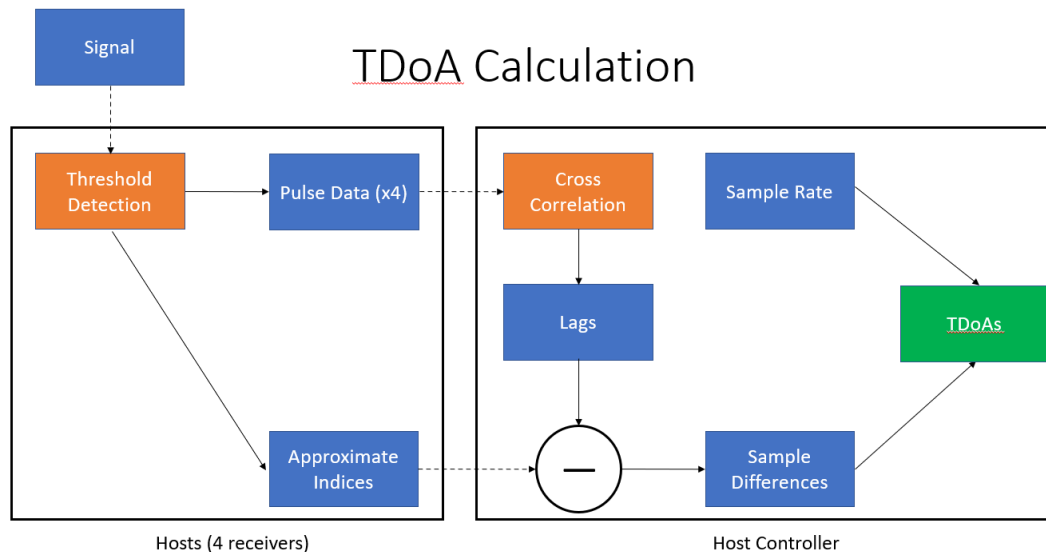 Signal
TDoA Calculation
Threshold
Detection
Pulse Data (x4)
Cross
Correlation
Sample Rate
Lags
TDoAs
Approximate
Indices
—
Sample
Differences
Hosts (4 receivers)
Host Controller